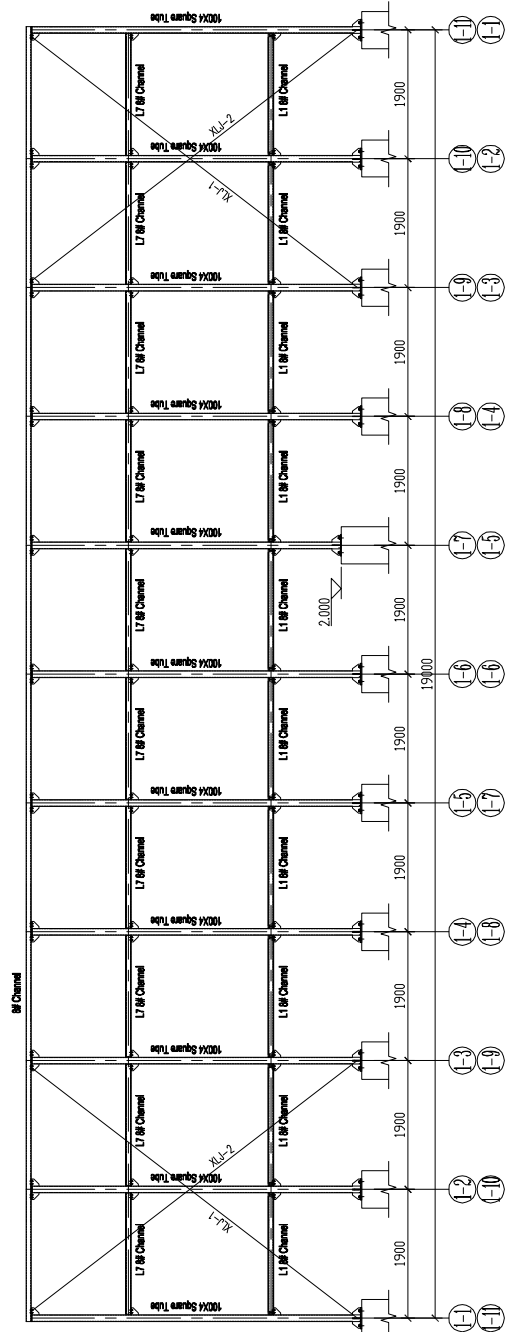 8# Channel
100X4 Square Tube
100X4 Square Tube
100X4 Square Tube
100X4 Square Tube
100X4 Square Tube
100X4 Square Tube
100X4 Square Tube
100X4 Square Tube
100X4 Square Tube
100X4 Square Tube
100X4 Square Tube
L7 8# Channel
L7 8# Channel
L7 8# Channel
L7 8# Channel
L7 8# Channel
L7 8# Channel
L7 8# Channel
L7 8# Channel
L7 8# Channel
L7 8# Channel
XLJ-1
XLJ-2
XLJ-1
XLJ-2
L1 8# Channel
L1 8# Channel
L1 8# Channel
L1 8# Channel
L1 8# Channel
L1 8# Channel
L1 8# Channel
L1 8# Channel
L1 8# Channel
L1 8# Channel
2.000
1900
1900
1900
1900
1900
1900
1900
1900
1900
1900
19000
1-1
1-2
1-3
1-4
1-5
1-6
1-7
1-8
1-9
1-10
1-11
1-11
1-10
1-9
1-8
1-7
1-6
1-5
1-4
1-3
1-2
1-1